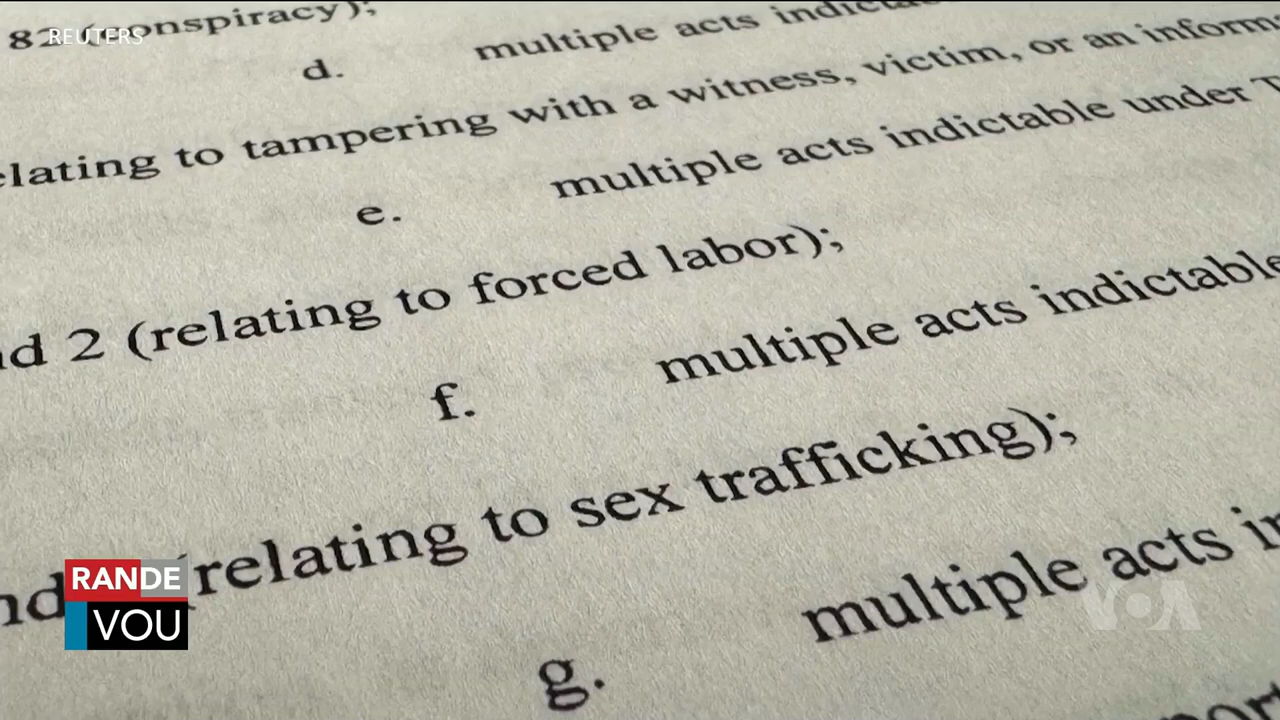 REUTERS
conspiracy);
d. multiple acts
relating to tampering with a witness, victim, or an
e. multiple acts indictable under
2 (relating to forced labor);
f. multiple acts indictable
(relating to sex trafficking);
g. multiple acts
RANDE
VOU
VOA